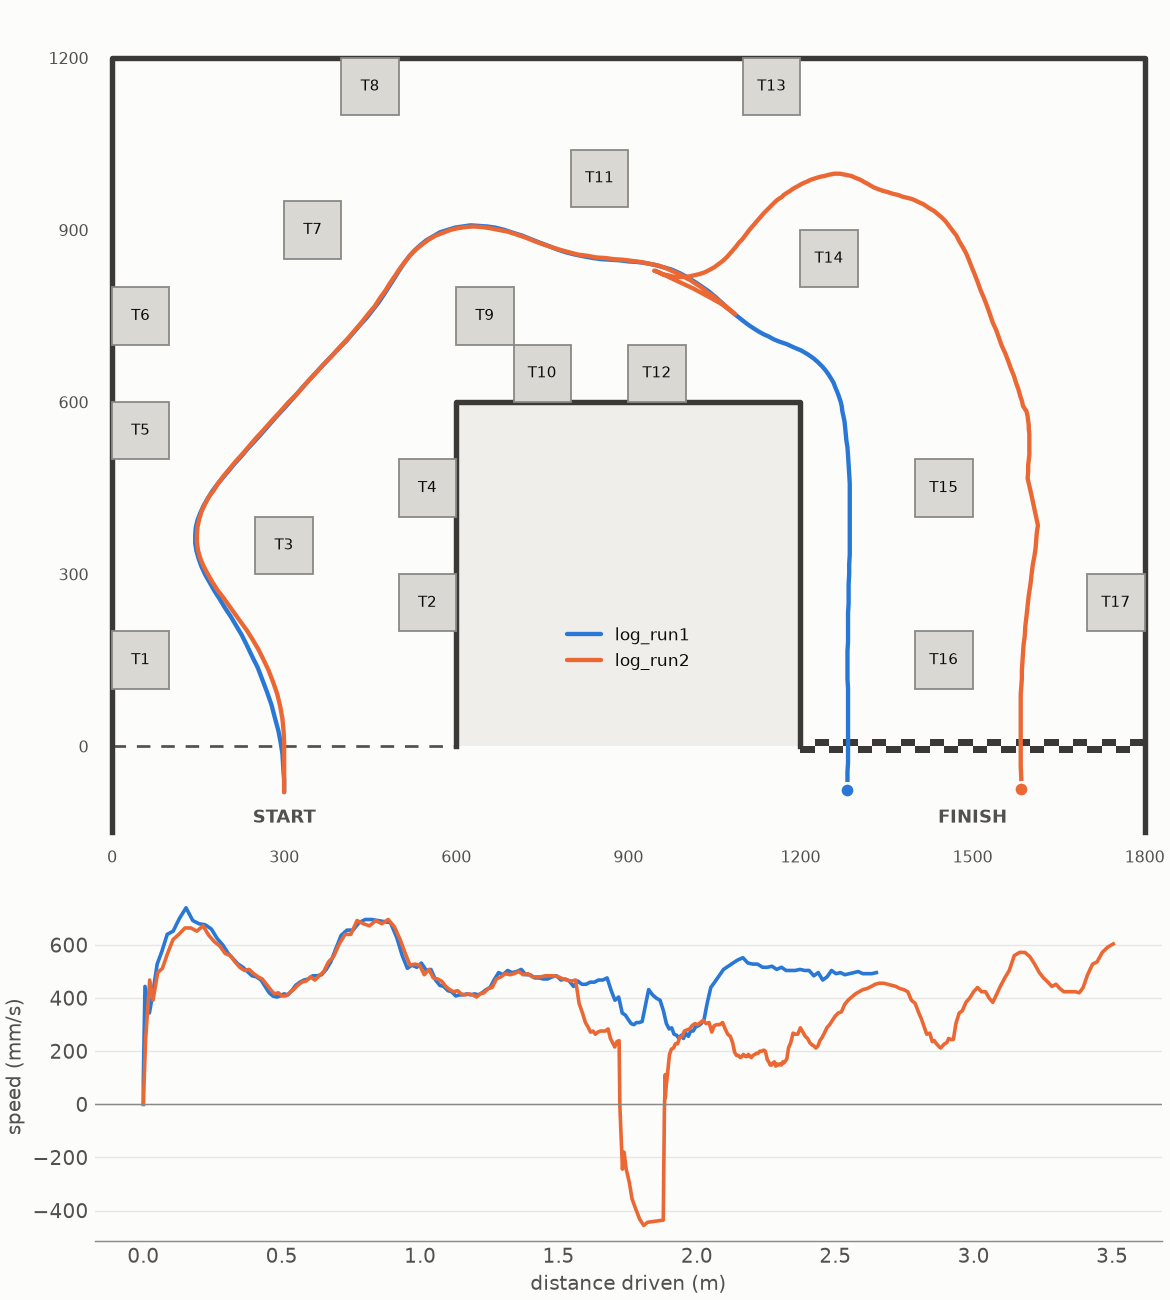 1200
T8
T13
T11
T7
900
T14
T6
T9
T10
T12
600
T5
T4
T15
T3
300
T2
T17
log_run1
log_run2
T1
T16
0
START
FINISH
0 300 600 900 1200 1500 1800
600
400
200
0
−200
−400
speed (mm/s)
0.0 0.5 1.0 1.5 2.0 2.5 3.0 3.5
distance driven (m)